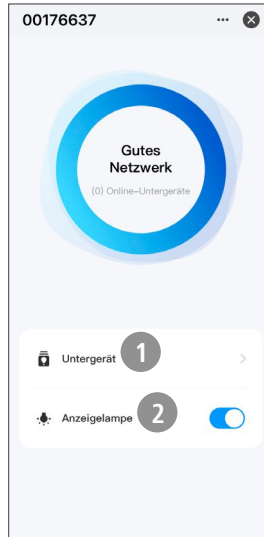 00176637
Gutes
Netzwerk
(0) Online-Untergeräte
Untergerät 1
Anzeigelampe 2